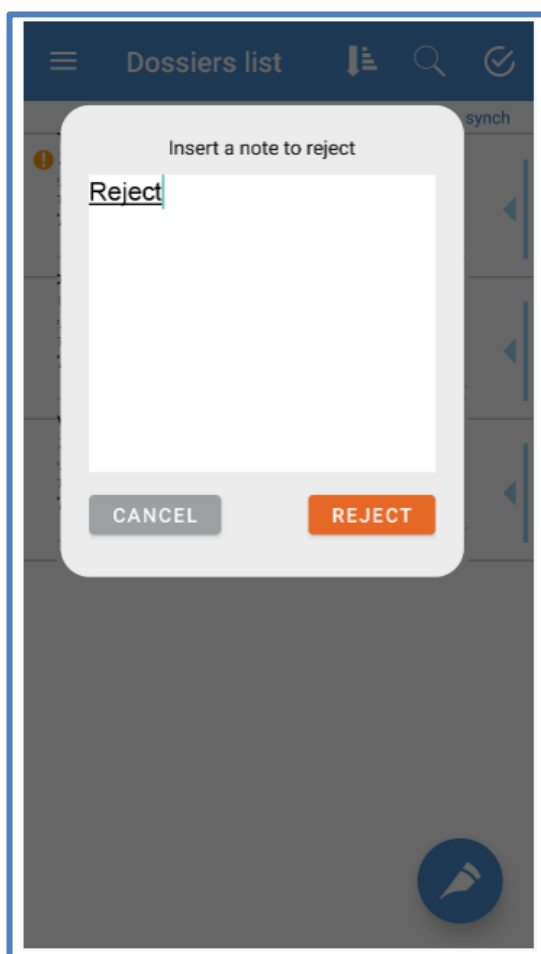 Dossiers list
synch
Insert a note to reject
Reject
CANCEL
REJECT